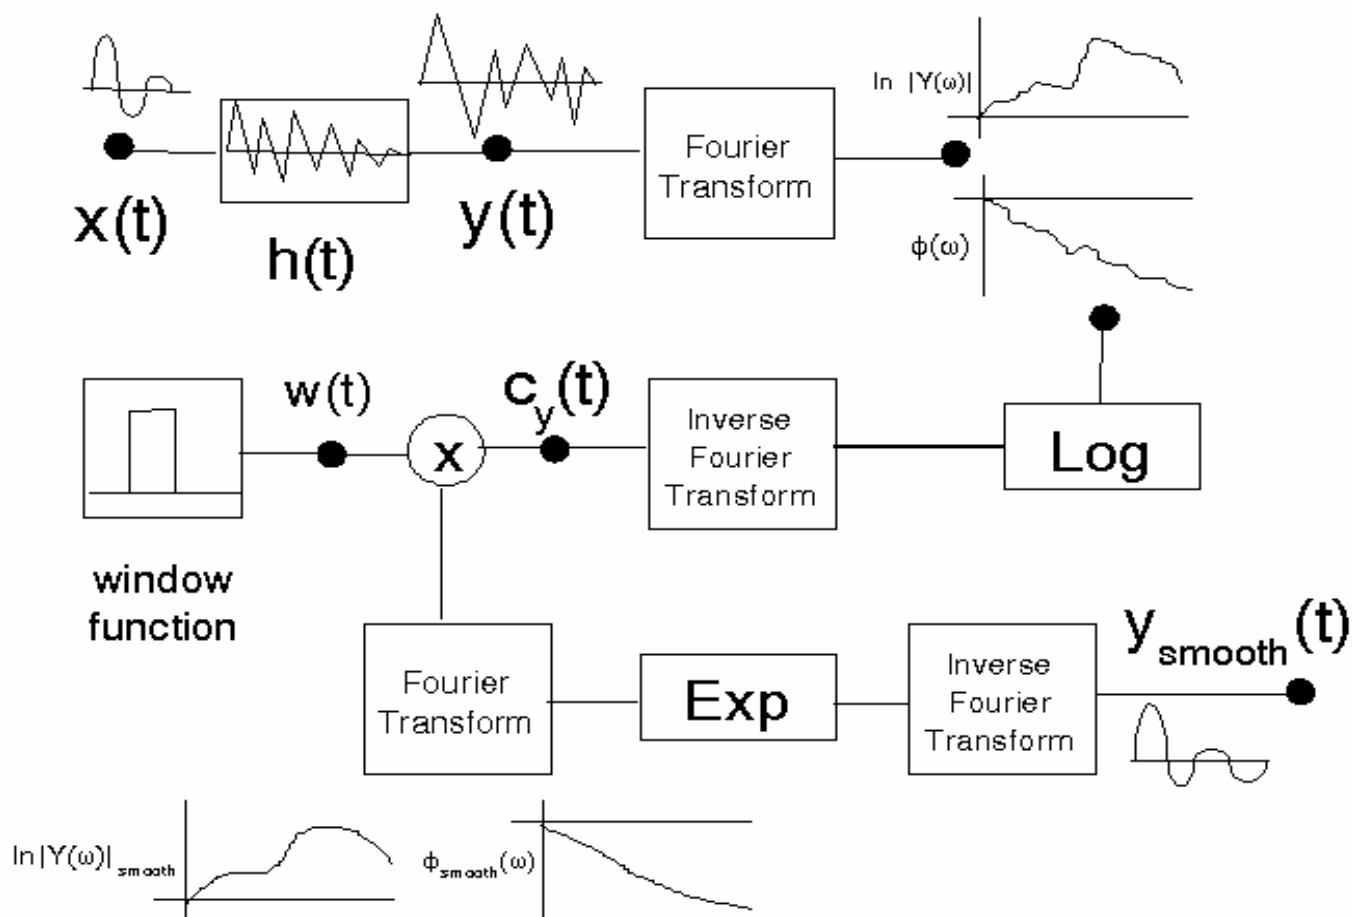 ln |Y(ω)|
Fourier
Transform
x(t)
y(t)
h(t)
ϕ(ω)
w(t)
c_y(t)
x
Inverse
Fourier
Transform
Log
window
function
Fourier
Transform
Exp
Inverse
Fourier
Transform
y_smooth(t)
ln|Y(ω)|_smooth
ϕ_smooth(ω)